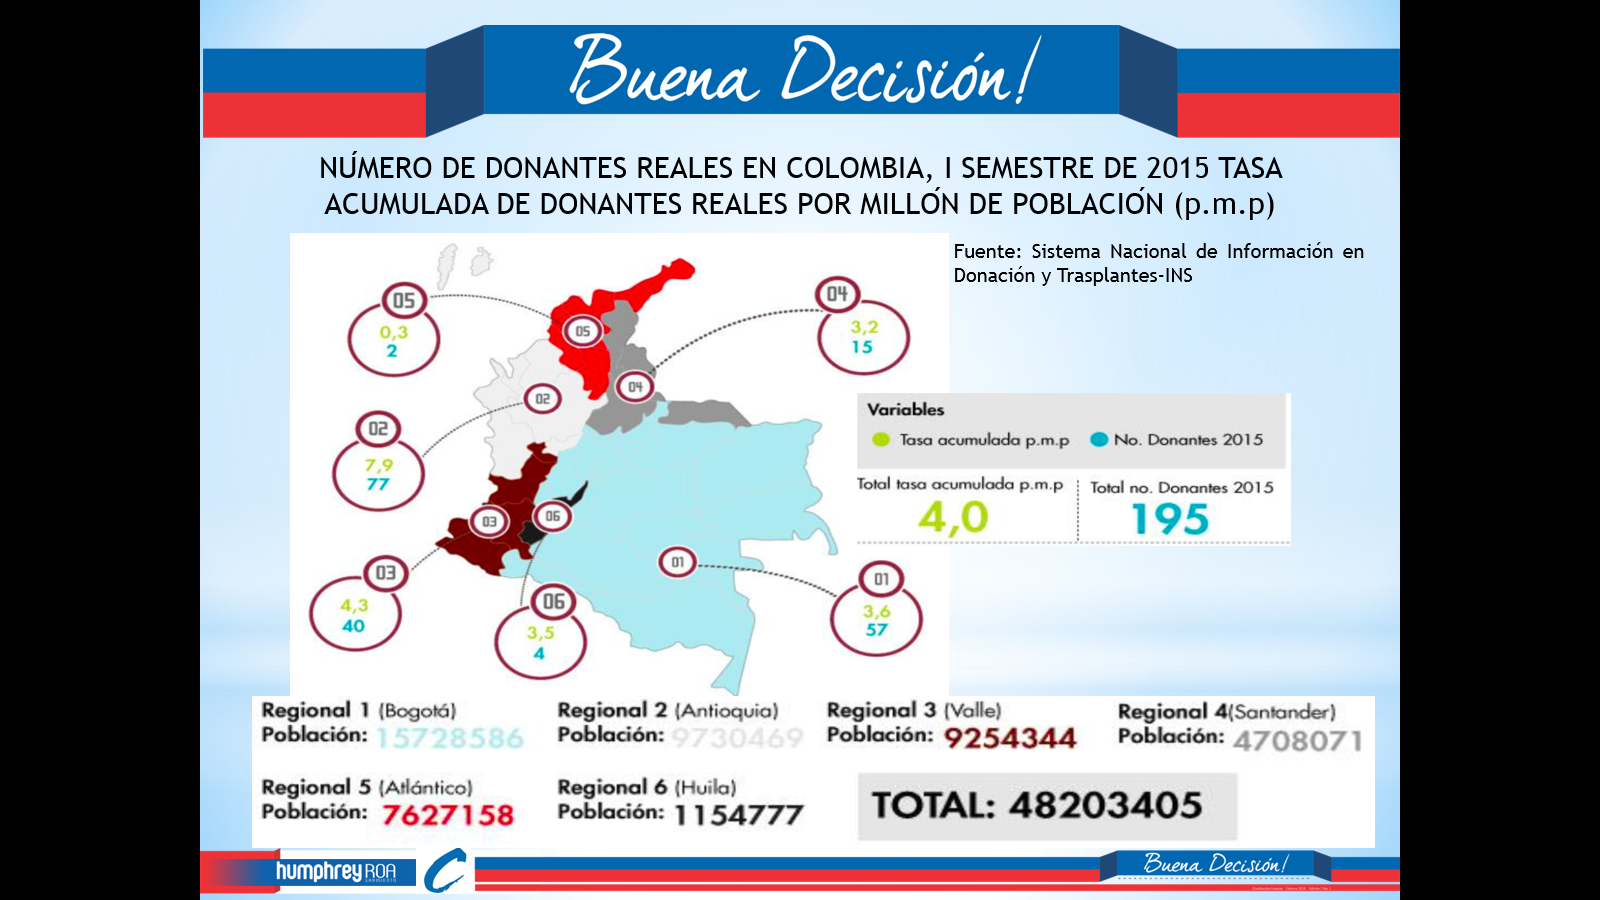 Buena Decisión!
NÚMERO DE DONANTES REALES EN COLOMBIA, I SEMESTRE DE 2015 TASA
ACUMULADA DE DONANTES REALES POR MILLÓN DE POBLACIÓN (p.m.p)
Fuente: Sistema Nacional de Información en
Donación y Trasplantes-INS
05
0,3
2
04
3,2
15
05
04
02
02
7,9
77
03
06
01
03
4,3
40
06
3,5
4
01
3,6
57
Variables
Tasa acumulada p.m.p No. Donantes 2015
Total tasa acumulada p.m.p Total no. Donantes 2015
4,0 195
Regional 1 (Bogotá)
Población: 15728586
Regional 2 (Antioquia)
Población: 9730469
Regional 3 (Valle)
Población: 9254344
Regional 4(Santander)
Población: 4708071
Regional 5 (Atlántico)
Población: 7627158
Regional 6 (Huila)
Población: 1154777
TOTAL: 48203405
humphrey ROA
SARMIENTO
Buena Decisión!